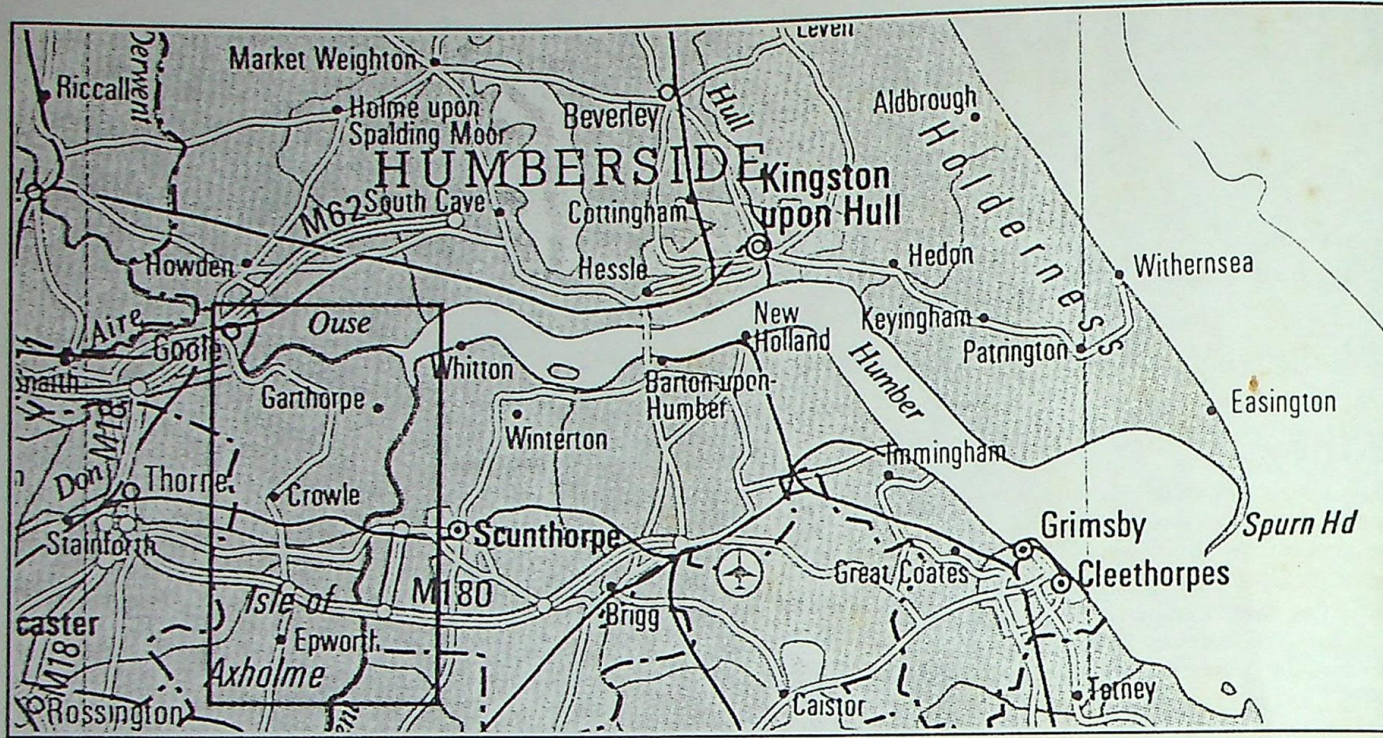 Derwent
Leven
Market Weighton
Riccall
Holme upon
Spalding Moor
Beverley
Hull
Aldbrough
Holderness
HUMBERSIDE
Kingston
upon Hull
M62
South Cave
Cottingham
Howden
Hessle
Hedon
Withernsea
Aire
Ouse
Goole
New
Holland
Keyingham
Patrington
Whitton
Barton-upon-
Humber
Humber
Garthorpe
Easington
M18
Winterton
Immingham
Don
Thorne
Crowle
Stainforth
Scunthorpe
Grimsby
Spurn Hd
Great Coates
Cleethorpes
Isle of
Axholme
M180
Brigg
caster
M18
Epworth
Rossington
Caistor
Tetney